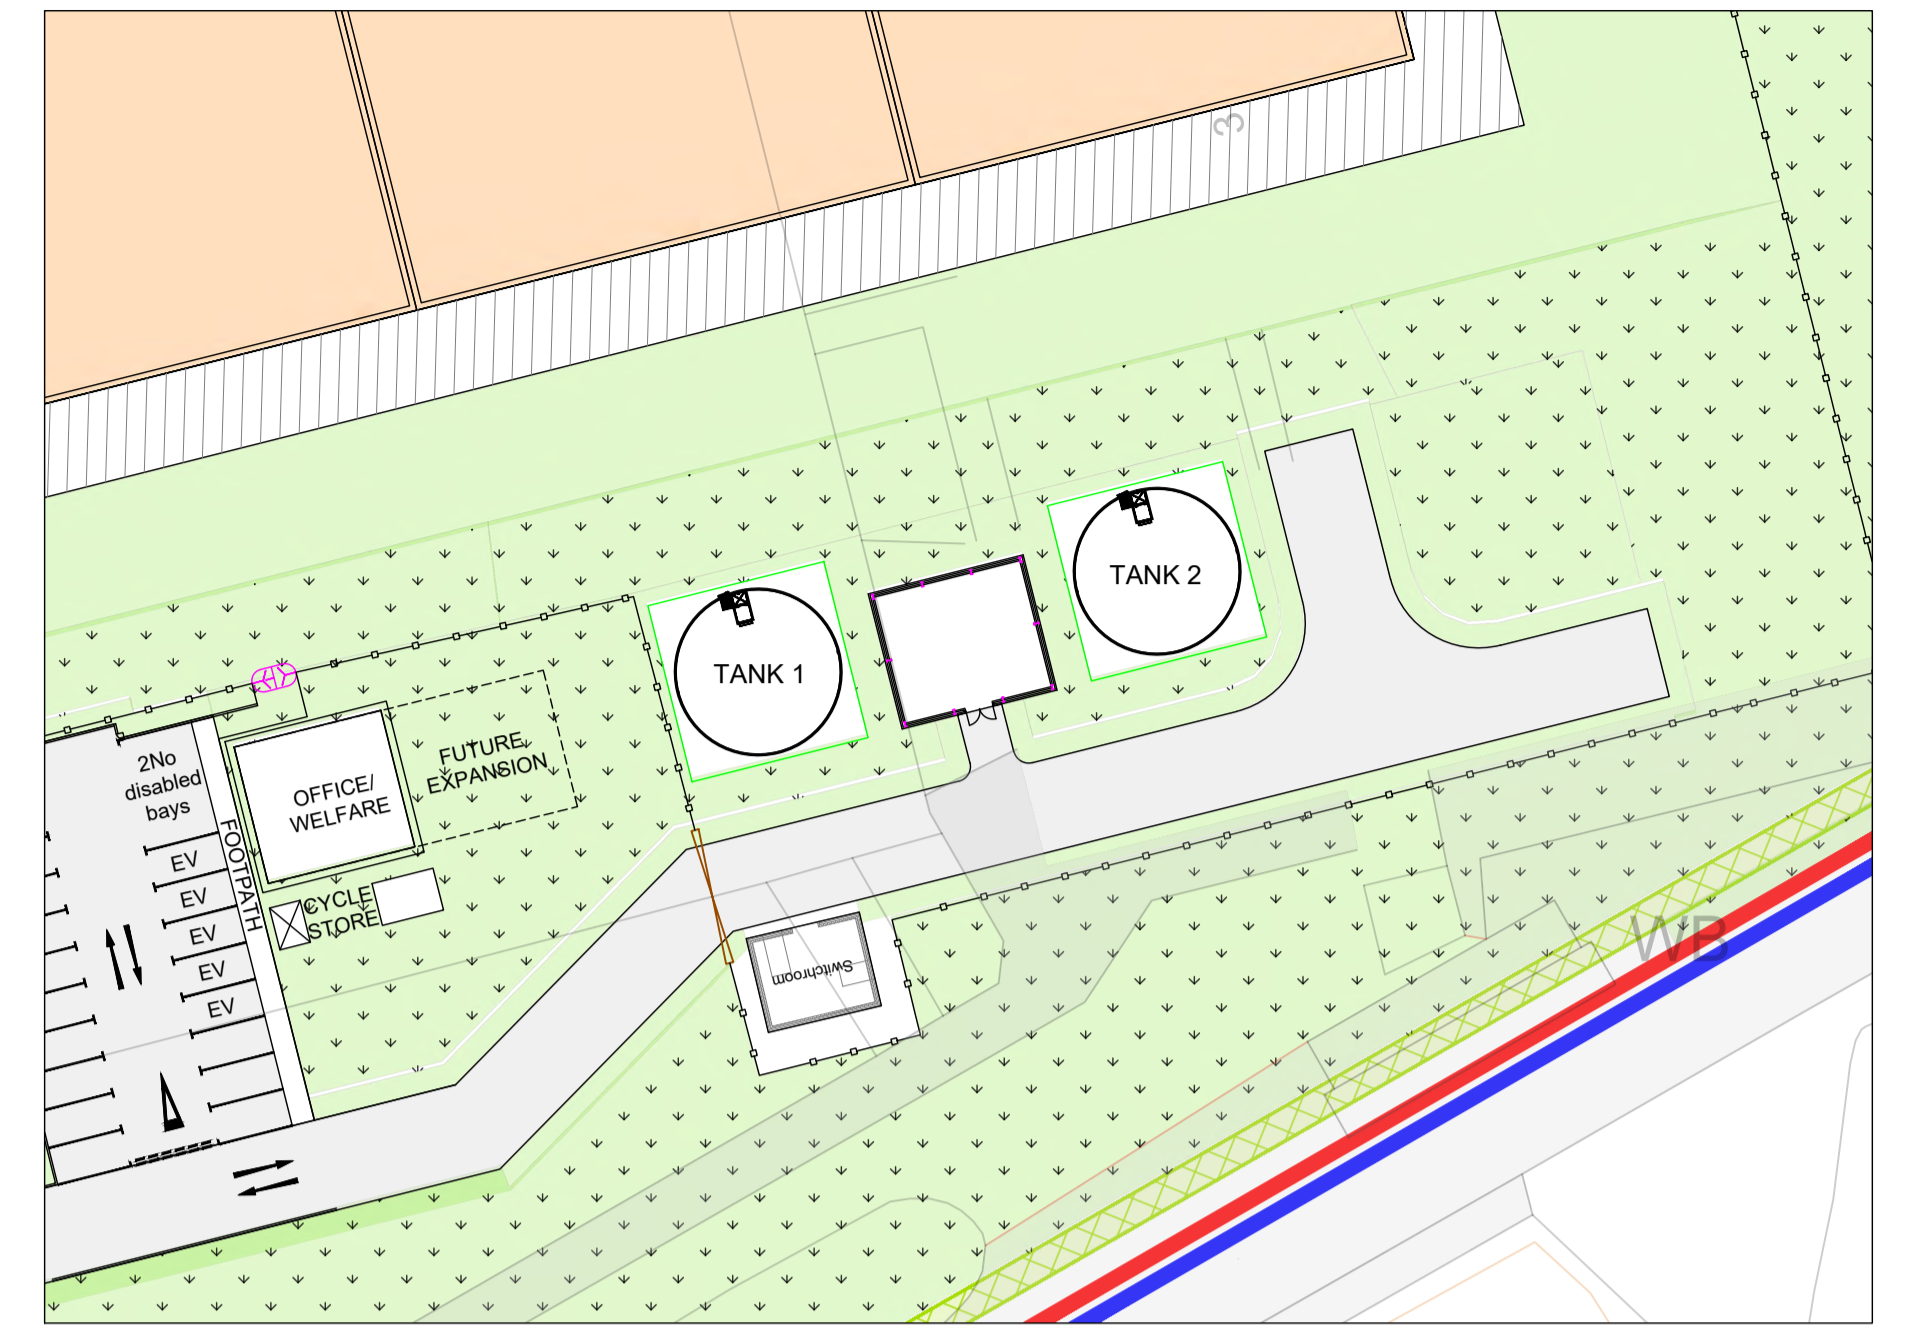 3
TANK 2
TANK 1
FUTURE
EXPANSION
2No
disabled
bays
OFFICE/
WELFARE
FOOTPATH
EV
EV
EV
EV
EV
CYCLE
STORE
Switchroom
WB